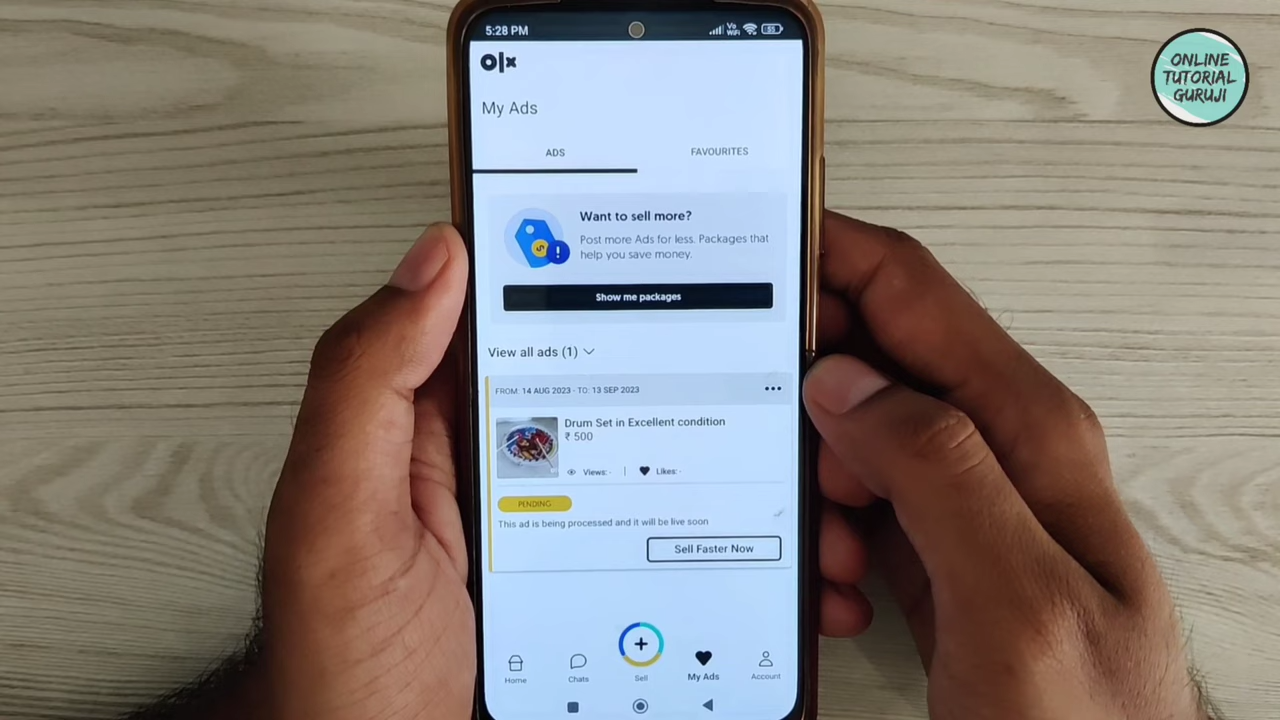 5:28 PM
Vo
WiFi
55
olx
My Ads
ADS
FAVOURITES
Want to sell more?
Post more Ads for less. Packages that
help you save money.
Show me packages
View all ads (1)
FROM: 14 AUG 2023 - TO: 13 SEP 2023
Drum Set in Excellent condition
₹ 500
Views: -
Likes: -
PENDING
This ad is being processed and it will be live soon
Sell Faster Now
Home
Chats
Sell
My Ads
Account
ONLINE
TUTORIAL
GURUJI